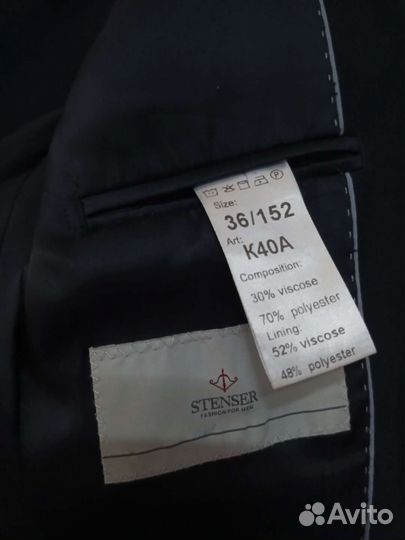 Size:
36/152
Art:
K40A
Composition:
30% viscose
70% polyester
Lining:
52% viscose
48% polyester
STENSER
FASHION FOR MEN
Avito